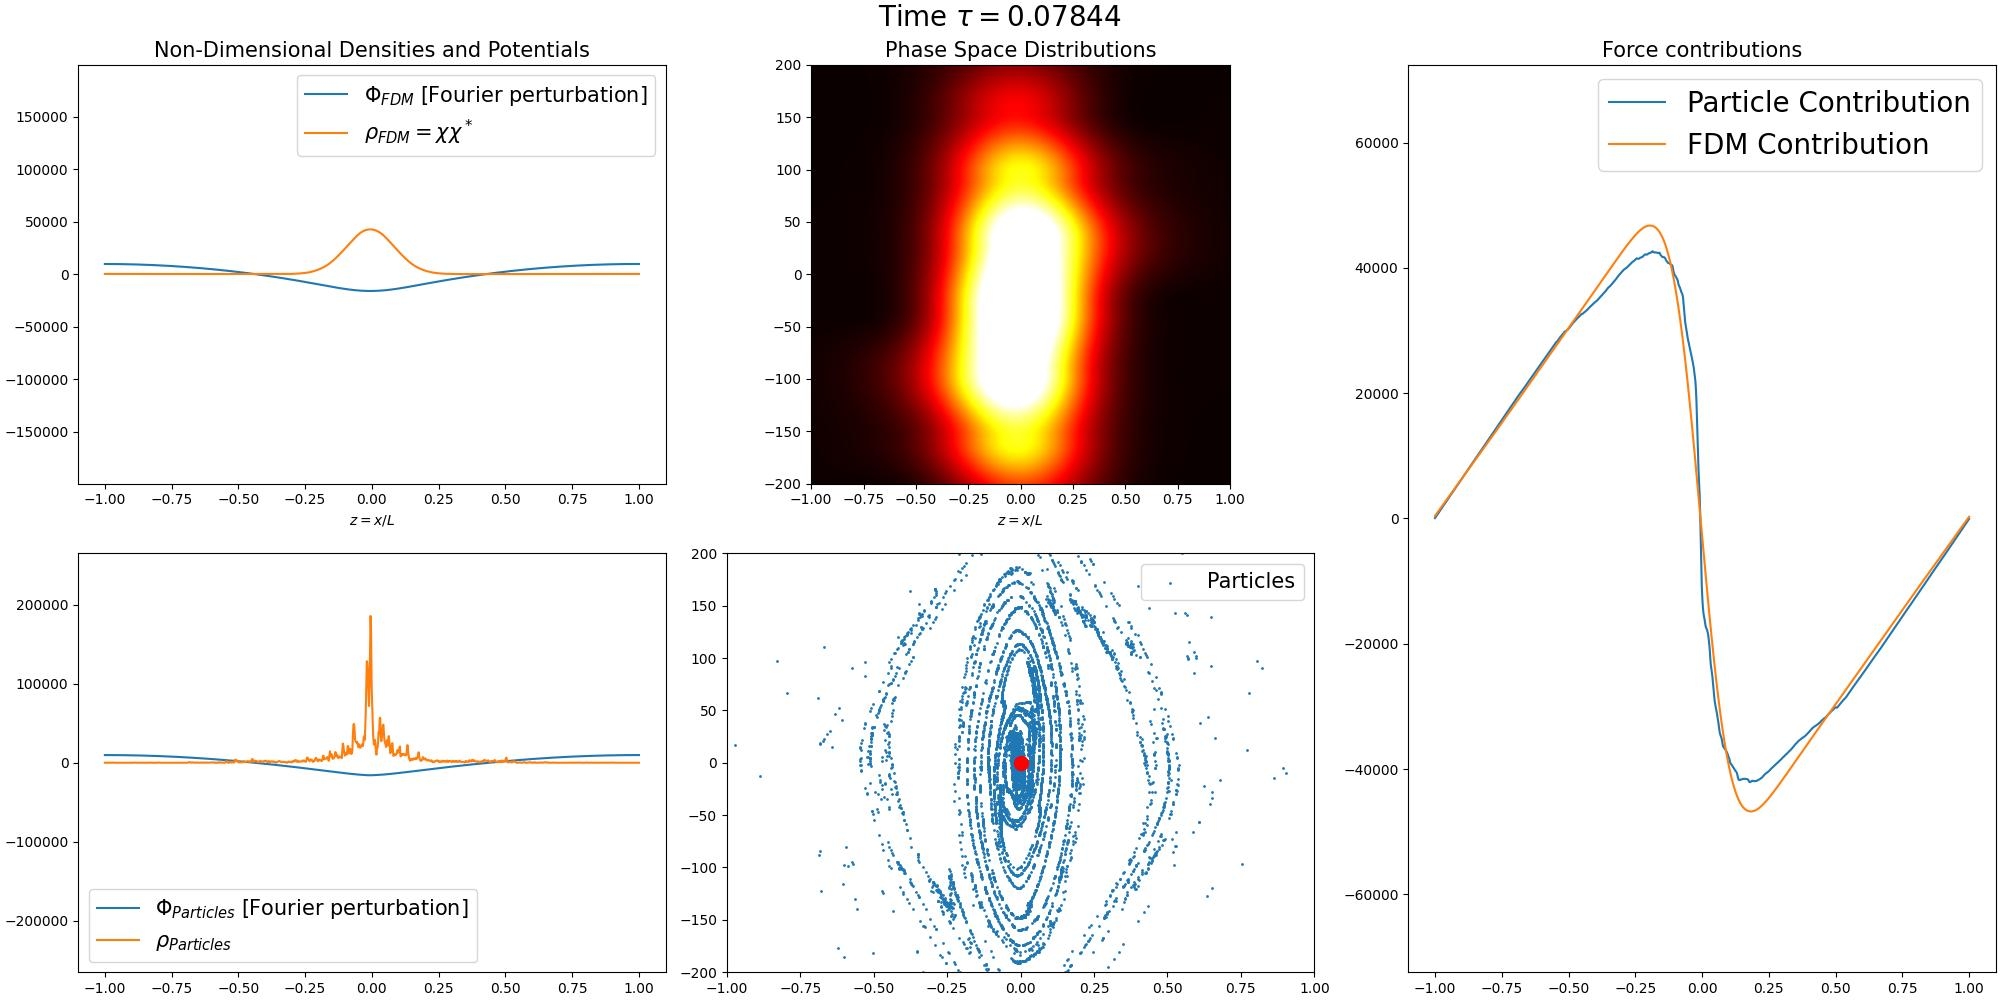 Time τ = 0.07844
Non-Dimensional Densities and Potentials
Φ_FDM [Fourier perturbation]
ρ_FDM = χχ*
150000
100000
50000
0
−50000
−100000
−150000
−1.00 −0.75 −0.50 −0.25 0.00 0.25 0.50 0.75 1.00
z = x/L
Phase Space Distributions
200
150
100
50
0
−50
−100
−150
−200
−1.00 −0.75 −0.50 −0.25 0.00 0.25 0.50 0.75 1.00
z = x/L
Force contributions
Particle Contribution
FDM Contribution
60000
40000
20000
0
−20000
−40000
−60000
−1.00 −0.75 −0.50 −0.25 0.00 0.25 0.50 0.75 1.00
200000
100000
0
−100000
−200000
Φ_Particles [Fourier perturbation]
ρ_Particles
−1.00 −0.75 −0.50 −0.25 0.00 0.25 0.50 0.75 1.00
Particles
200
150
100
50
0
−50
−100
−150
−200
−1.00 −0.75 −0.50 −0.25 0.00 0.25 0.50 0.75 1.00